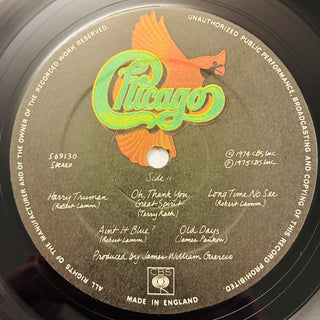 ALL RIGHTS OF THE MANUFACTURER AND OF THE OWNER OF THE RECORDED WORK RESERVED.
UNAUTHORIZED PUBLIC PERFORMANCE BROADCASTING AND COPYING OF THIS RECORD PROHIBITED.
Chicago
S69130
Stereo
Side II
Ⓒ 1974 CBS Inc.
Ⓟ 1975 CBS Inc.
Harry Truman
(Robert Lamm)
Oh, Thank You
Great Spirit
(Terry Kath)
Long Time No See
(Robert Lamm)
Ain't It Blue?
(Robert Lamm)
Old Days
(James Pankow)
Produced by James William Guercio
CBS
MADE IN ENGLAND